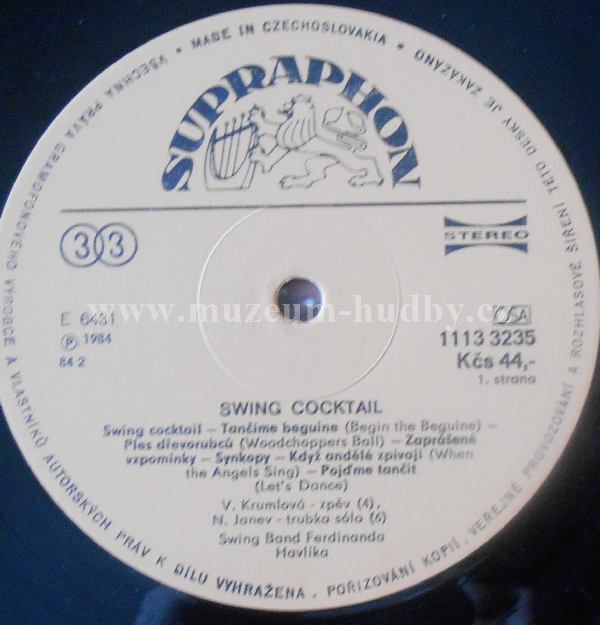 VŠECHNA PRÁVA GRAMOFONOVÉHO VÝROBCE A VLASTNÍKŮ AUTORSKÝCH PRÁV K DÍLU VYHRAŽENA. POŘIZOVÁNÍ KOPIÍ, VEŘEJNÉ PROVOZOVÁNÍ A ROZHLASOVÉ ŠÍŘENÍ TÉTO DESKY JE ZAKÁZÁNO • MADE IN CZECHOSLOVAKIA •
SUPRAPHON
33
STEREO
www.muzeum-hudby.c
E 6431
OSA
℗ 1984
1113 3235
84 2
Kčs 44,-
1. strana
SWING COCKTAIL
Swing cocktail – Tančíme beguine (Begin the Beguine) –
Ples dřevorubců (Woodchoppers Ball) – Zaprášené
vzpomínky – Synkopy – Když andělé zpívají (When
the Angels Sing) – Pojďme tančit
(Let's Dance)
V. Krumlová - zpěv (4),
N. Janev - trubka sólo (6)
Swing Band Ferdinanda
Havlíka